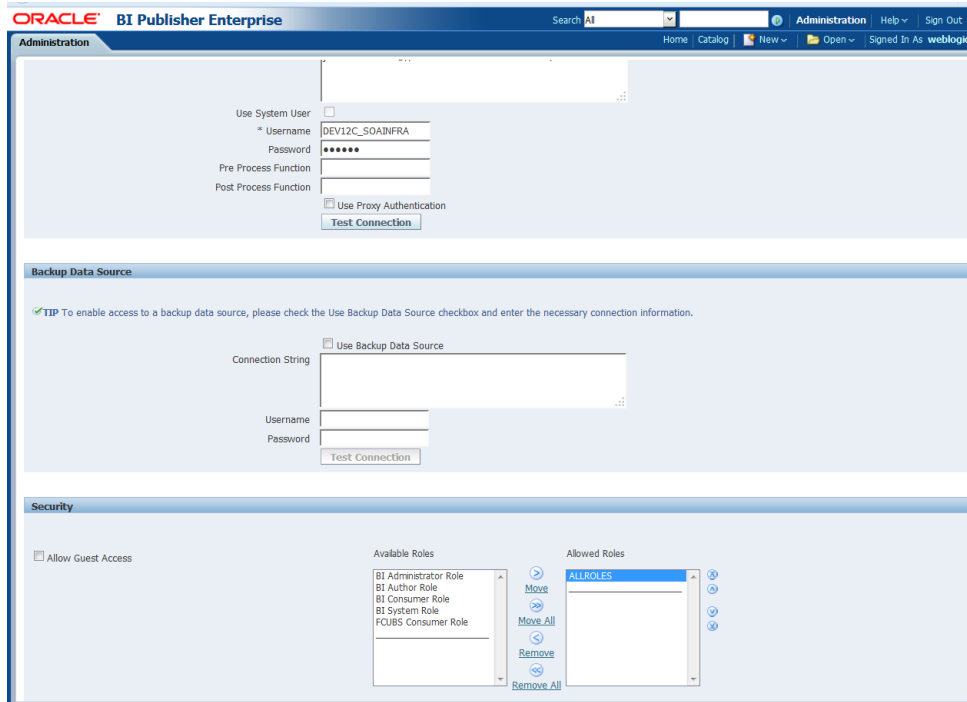 ORACLE BI Publisher Enterprise Search All Administration Help Sign Out
Administration Home Catalog New Open Signed In As weblogic
Use System User
* Username DEV12C_SOAINFRA
Password ●●●●●●
Pre Process Function
Post Process Function
Use Proxy Authentication
Test Connection
Backup Data Source
TIP To enable access to a backup data source, please check the Use Backup Data Source checkbox and enter the necessary connection information.
Use Backup Data Source
Connection String
Username
Password
Test Connection
Security
Allow Guest Access
Available Roles
BI Administrator Role
BI Author Role
BI Consumer Role
BI System Role
FCUBS Consumer Role
Move
Move All
Remove
Remove All
Allowed Roles
ALLROLES